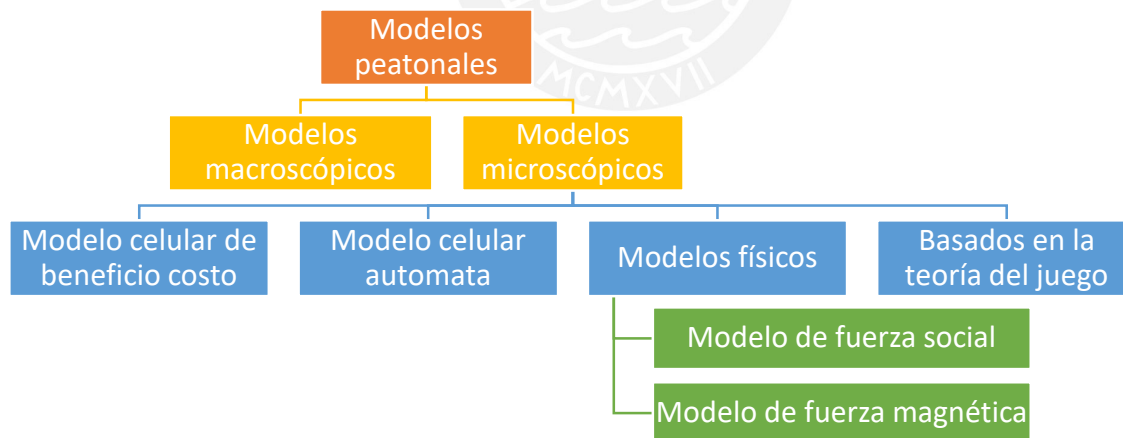 MCMXVII
Modelos
peatonales
Modelos
macroscópicos
Modelos
microscópicos
Modelo celular de
beneficio costo
Modelo celular
automata
Modelos físicos
Basados en la
teoría del juego
Modelo de fuerza social
Modelo de fuerza magnética